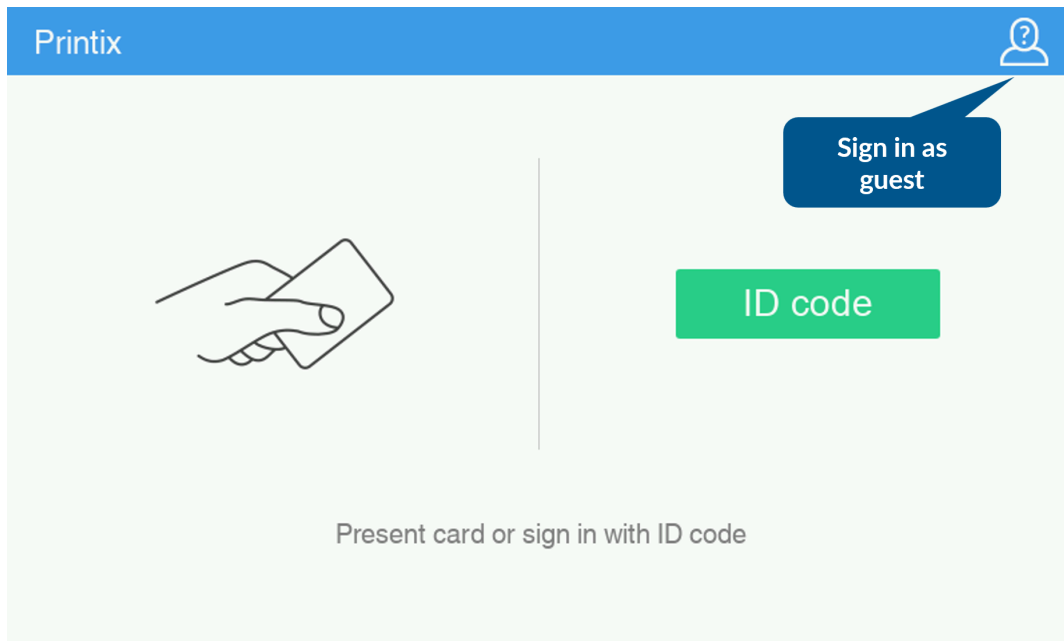 Printix
?
Sign in as
guest
ID code
Present card or sign in with ID code